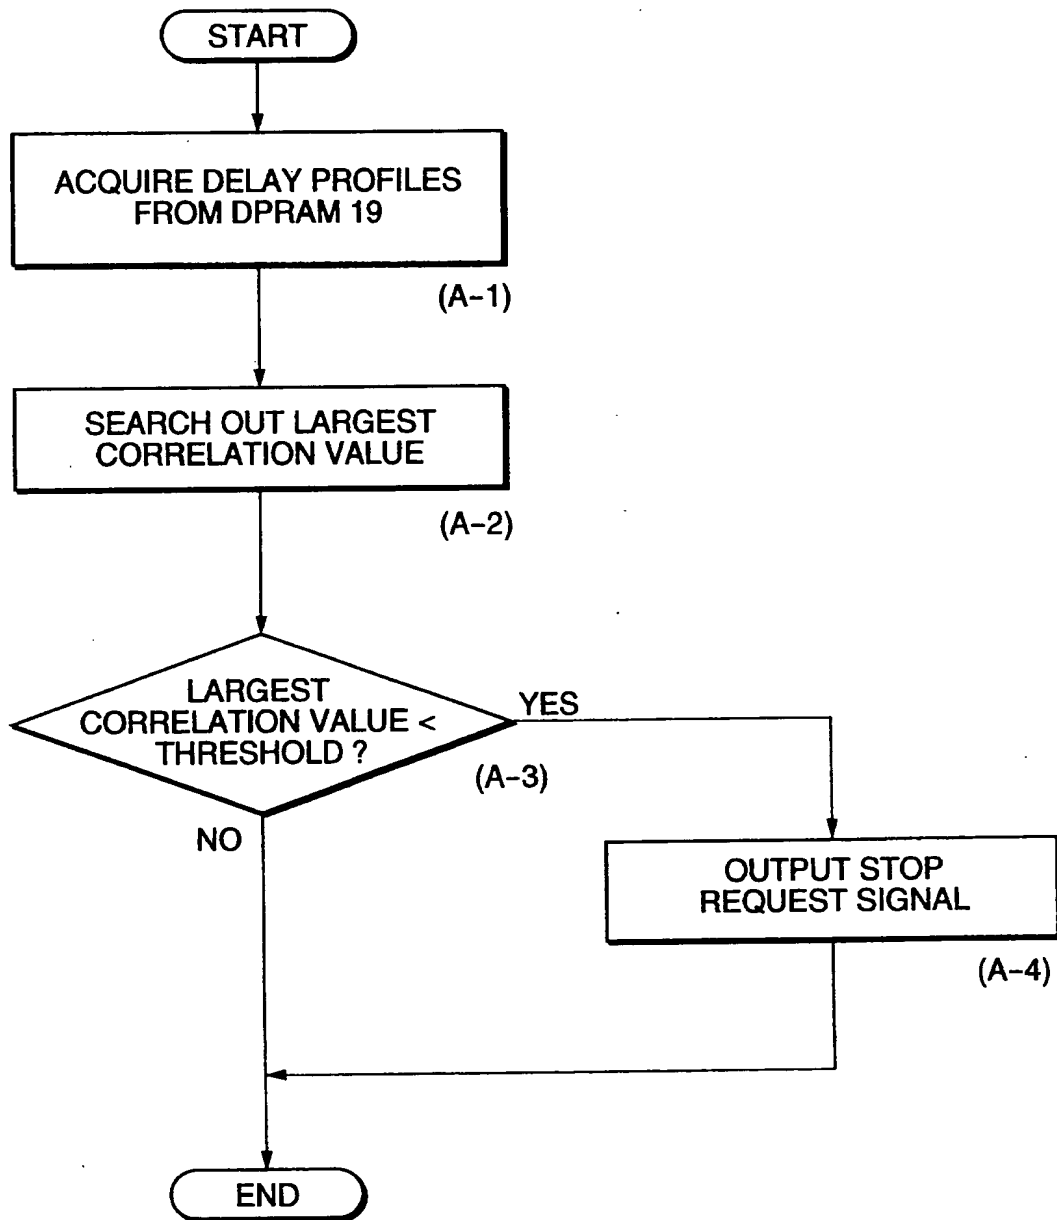 START
ACQUIRE DELAY PROFILES
FROM DPRAM 19
(A-1)
SEARCH OUT LARGEST
CORRELATION VALUE
(A-2)
LARGEST
CORRELATION VALUE <
THRESHOLD ?
YES
(A-3)
NO
OUTPUT STOP
REQUEST SIGNAL
(A-4)
END